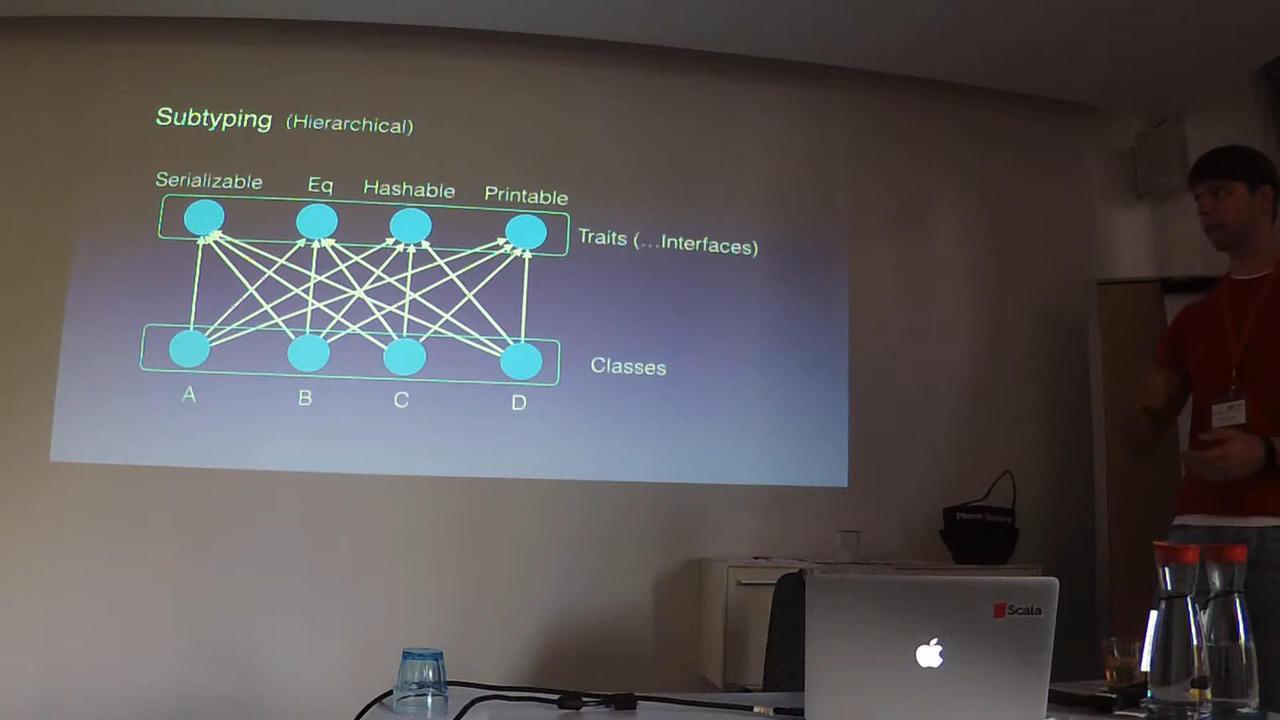 Subtyping (Hierarchical)
Serializable Eq Hashable Printable
Traits (...Interfaces)
Classes
A B C D
Scala